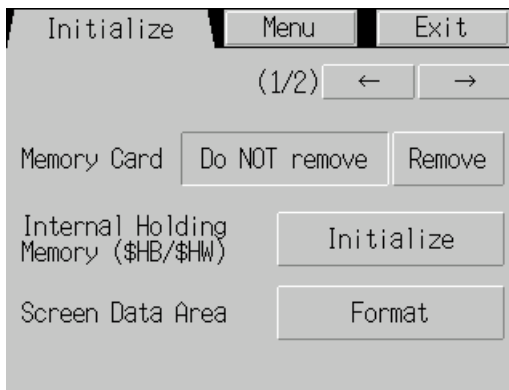 Initialize Menu Exit
(1/2) ← →
Memory Card Do NOT remove Remove
Internal Holding
Memory ($HB/$HW) Initialize
Screen Data Area Format